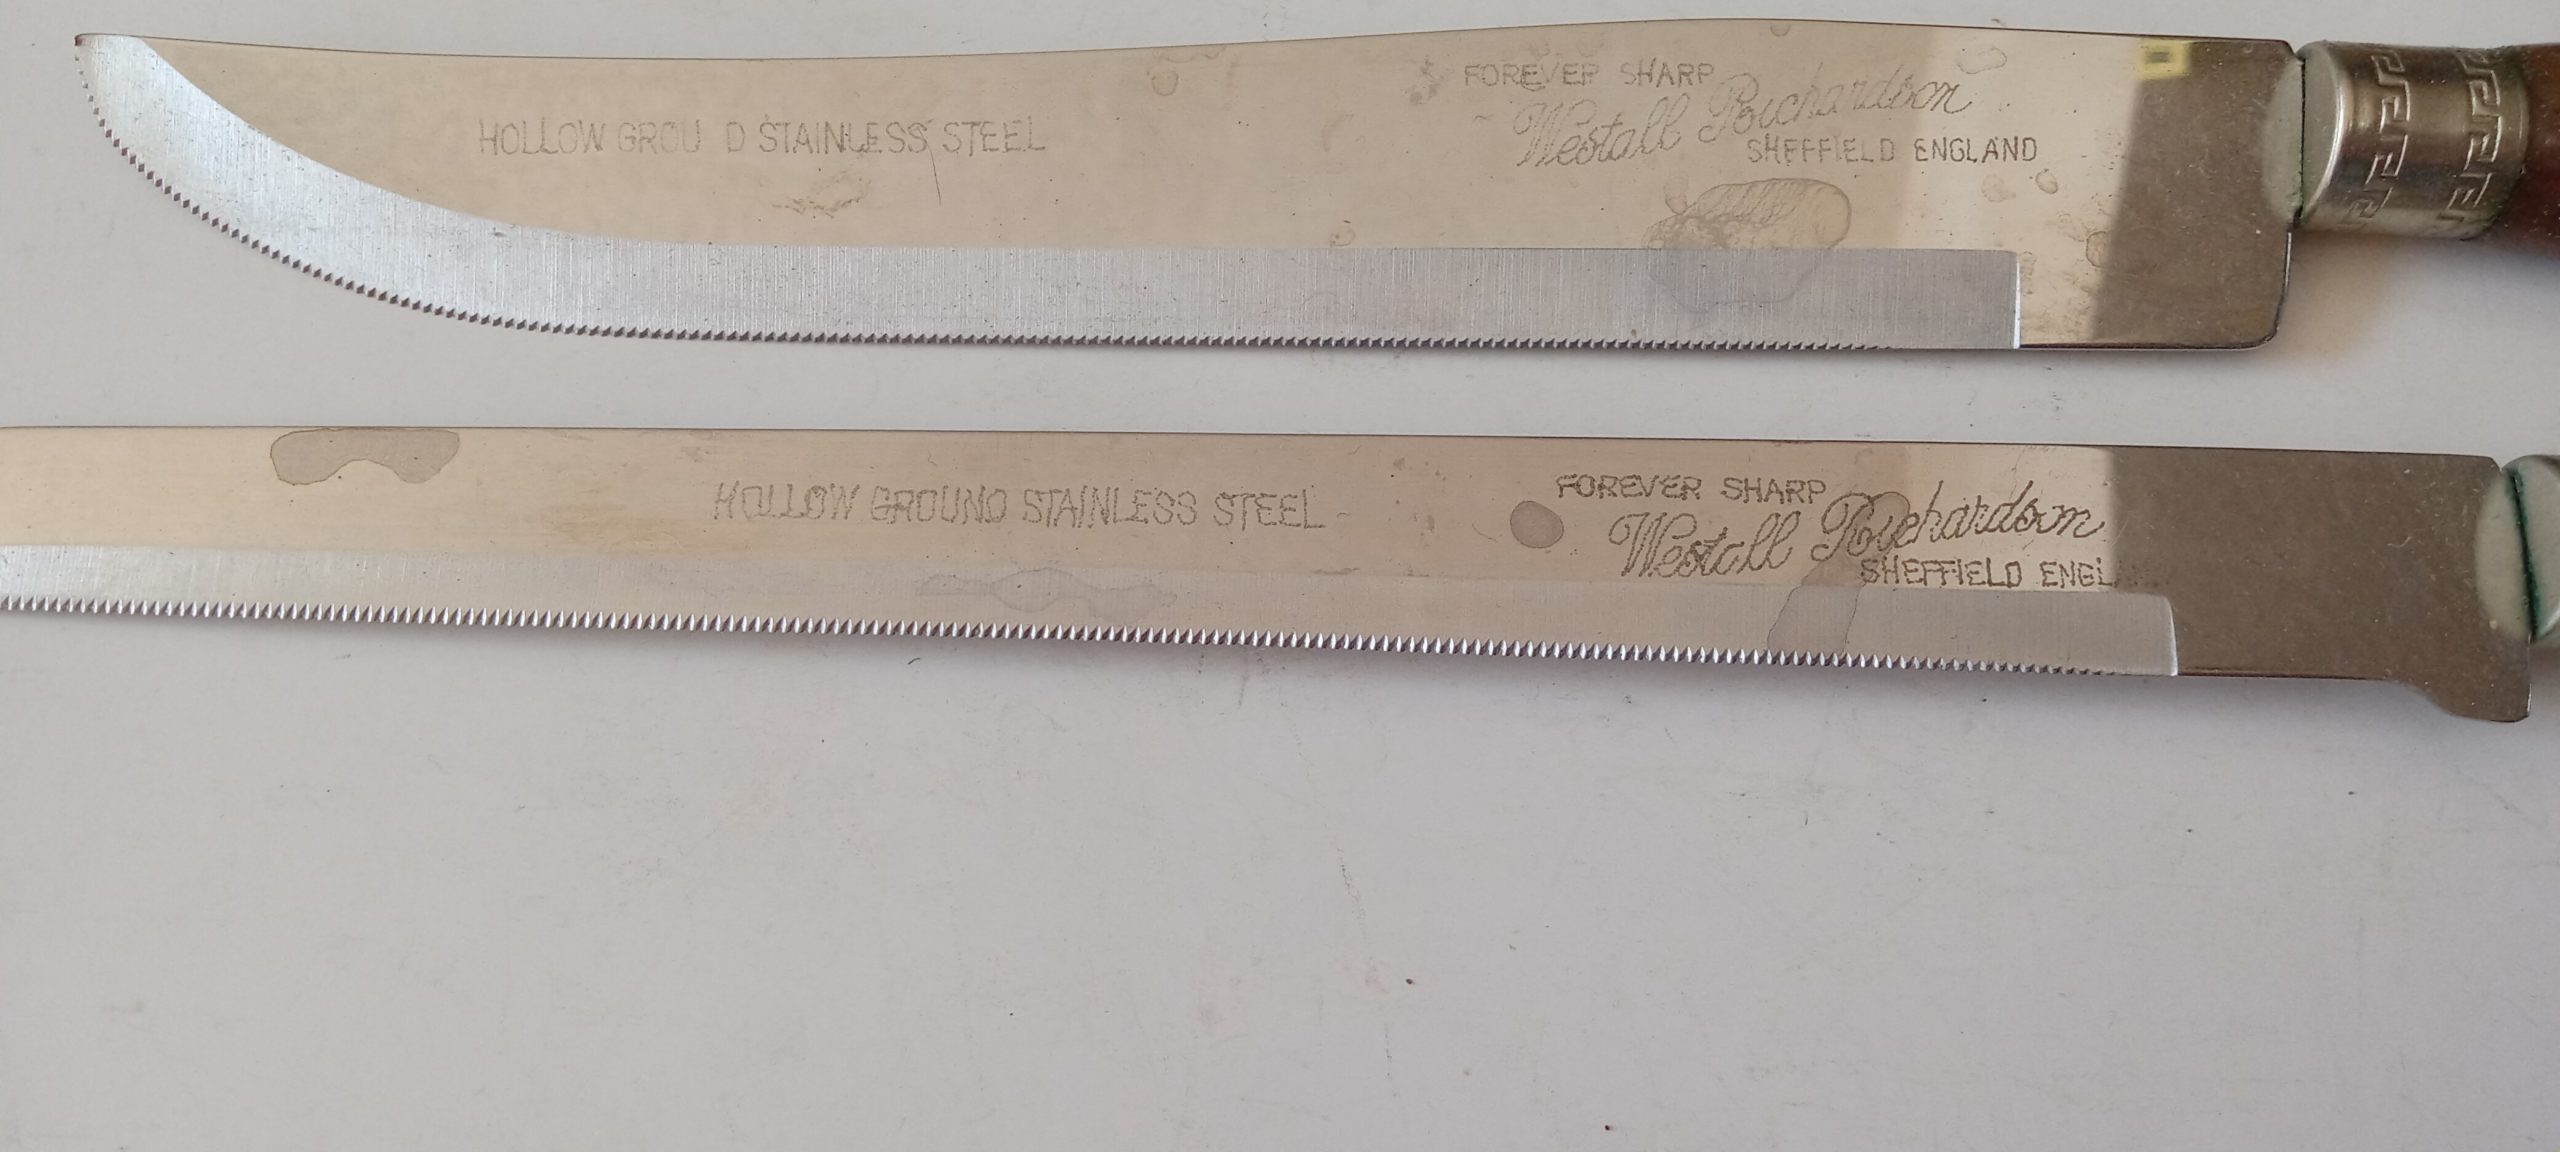 FOREVER SHARP
HOLLOW GROU D STAINLESS STEEL
Westall Richardson
SHEFFIELD ENGLAND
FOREVER SHARP
HOLLOW GROUND STAINLESS STEEL
Westall Richardson
SHEFFIELD ENGL